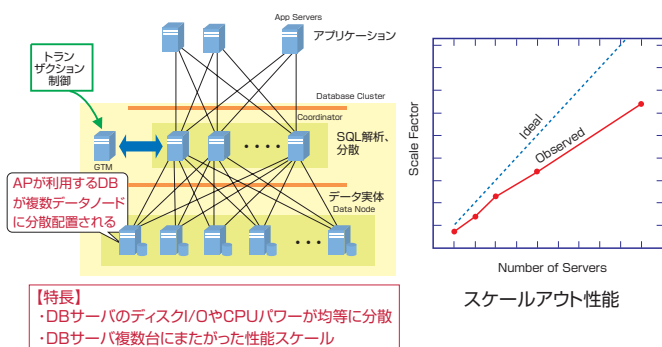 App Servers
アプリケーション
トラン
ザクション
制御
Database Cluster
Coordinator
SQL解析、
分散
GTM
APが利用するDB
が複数データノード
に分散配置される
データ実体
Data Node
【特長】
・DBサーバのディスクI/OやCPUパワーが均等に分散
・DBサーバ複数台にまたがった性能スケール
Scale Factor
Ideal
Observed
Number of Servers
スケールアウト性能